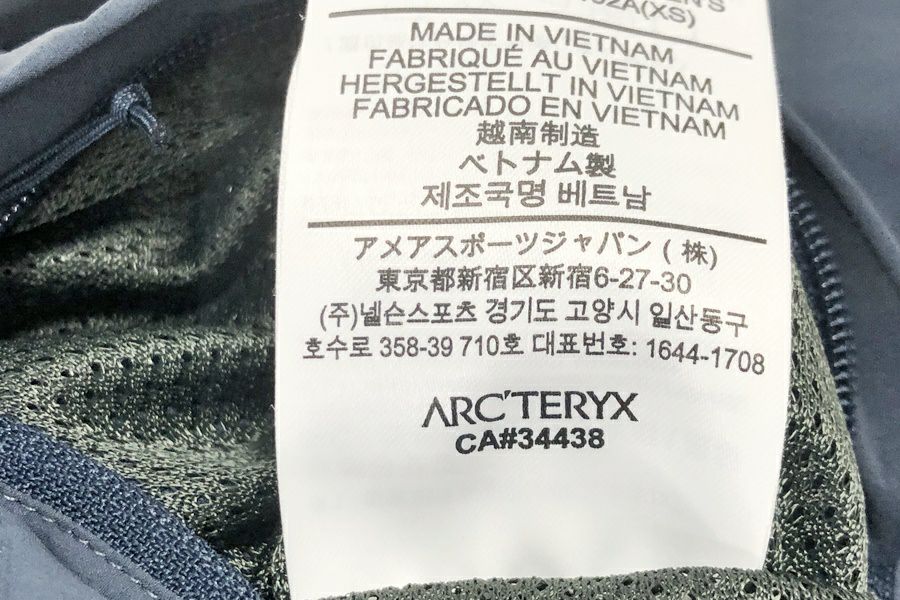 MADE IN VIETNAM
FABRIQUÉ AU VIETNAM
HERGESTELLT IN VIETNAM
FABRICADO EN VIETNAM
越南制造
ベトナム製
제조국명 베트남
アメアスポーツジャパン (株)
東京都新宿区新宿6-27-30
(주)넬슨스포츠 경기도 고양시 일산동구
호수로 358-39 710호 대표번호: 1644-1708
ARC'TERYX
CA#34438